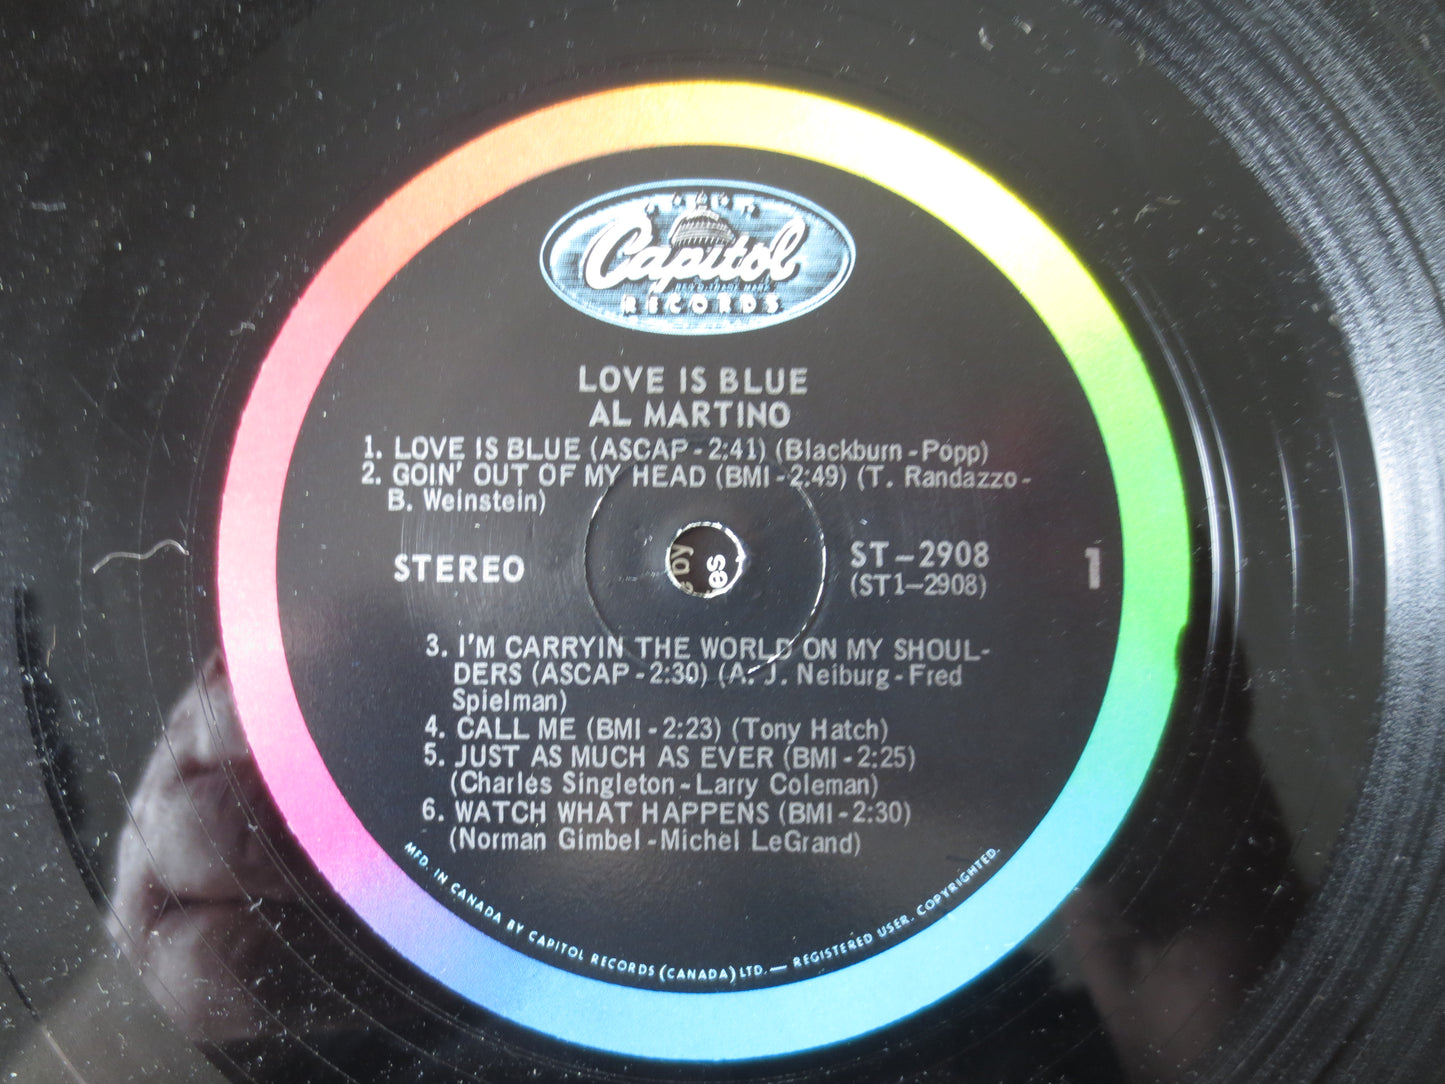 Capitol
RECORDS
LOVE IS BLUE
AL MARTINO
1. LOVE IS BLUE (ASCAP - 2:41) (Blackburn - Popp)
2. GOIN' OUT OF MY HEAD (BMI - 2:49) (T. Randazzo-
B. Weinstein)
STEREO
ST-2908
(ST1-2908)
1
by
es
3. I'M CARRYIN THE WORLD ON MY SHOUL-
DERS (ASCAP - 2:30) (A. J. Neiburg - Fred
Spielman)
4. CALL ME (BMI - 2:23) (Tony Hatch)
5. JUST AS MUCH AS EVER (BMI - 2:25)
(Charles Singleton - Larry Coleman)
6. WATCH WHAT HAPPENS (BMI - 2:30)
(Norman Gimbel - Michel LeGrand)
MFD. IN CANADA BY CAPITOL RECORDS (CANADA) LTD. — REGISTERED USER. COPYRIGHTED.